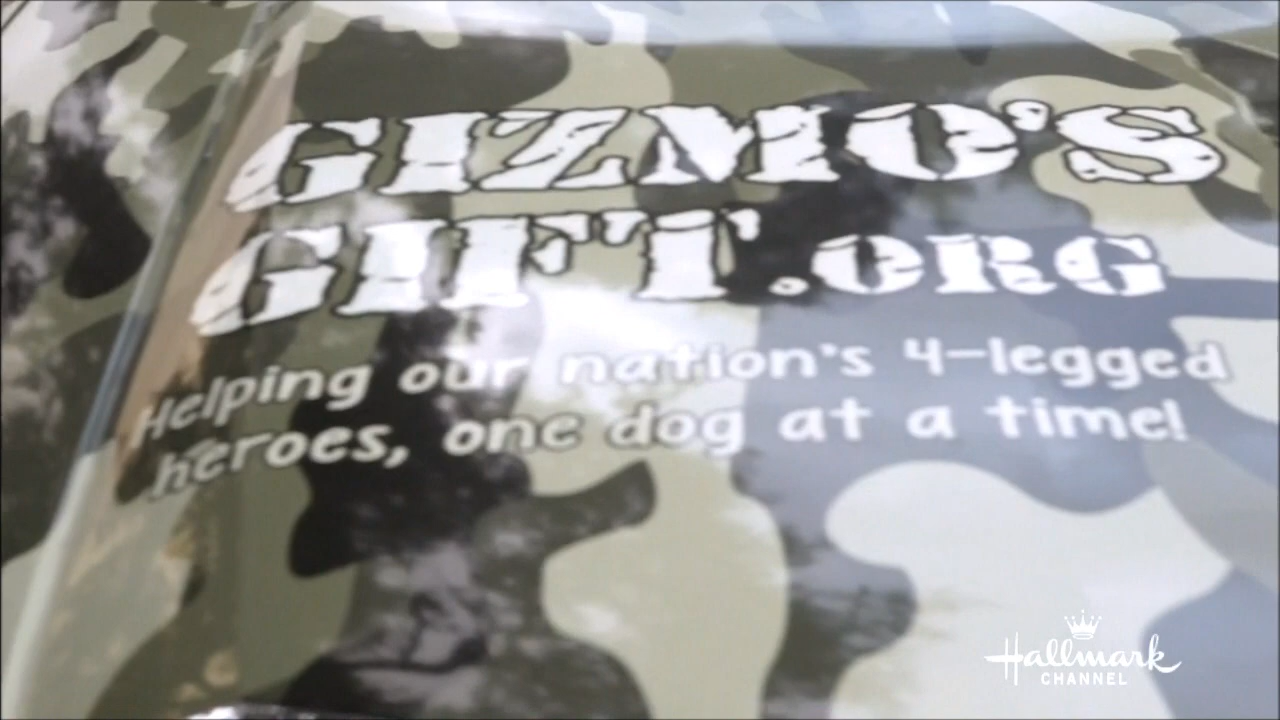 GIZMO'S
GIFT.ORG
Helping our nation's 4-legged
heroes, one dog at a time!
Hallmark
CHANNEL